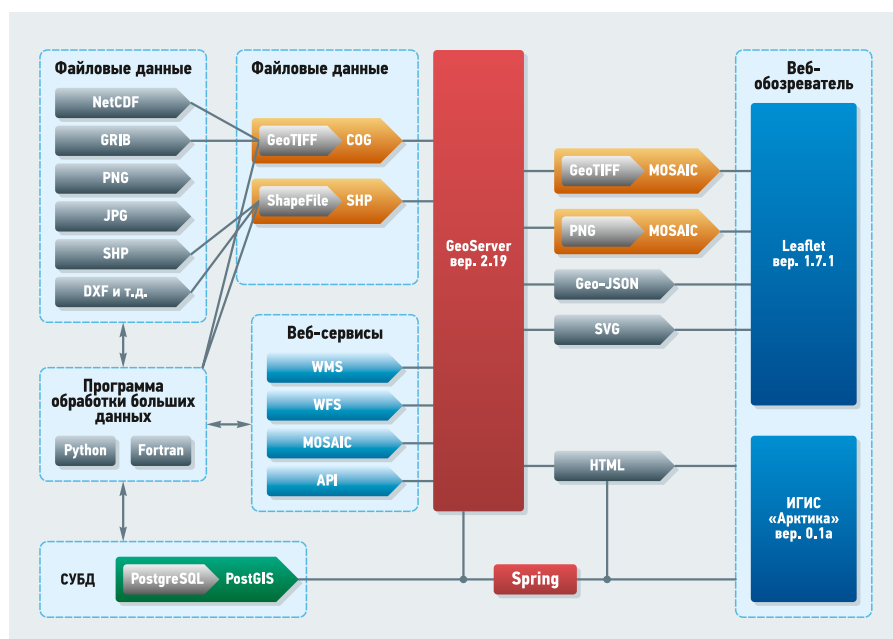 Файловые данные
NetCDF
GRIB
PNG
JPG
SHP
DXF и т.д.
Файловые данные
GeoTIFF
COG
ShapeFile
SHP
Программа
обработки больших
данных
Python
Fortran
Веб-сервисы
WMS
WFS
MOSAIC
API
СУБД
PostgreSQL
PostGIS
GeoServer
вер. 2.19
Spring
GeoTIFF
MOSAIC
PNG
MOSAIC
Geo-JSON
SVG
HTML
Веб-
обозреватель
Leaflet
вер. 1.7.1
ИГИС
«Арктика»
вер. 0.1a